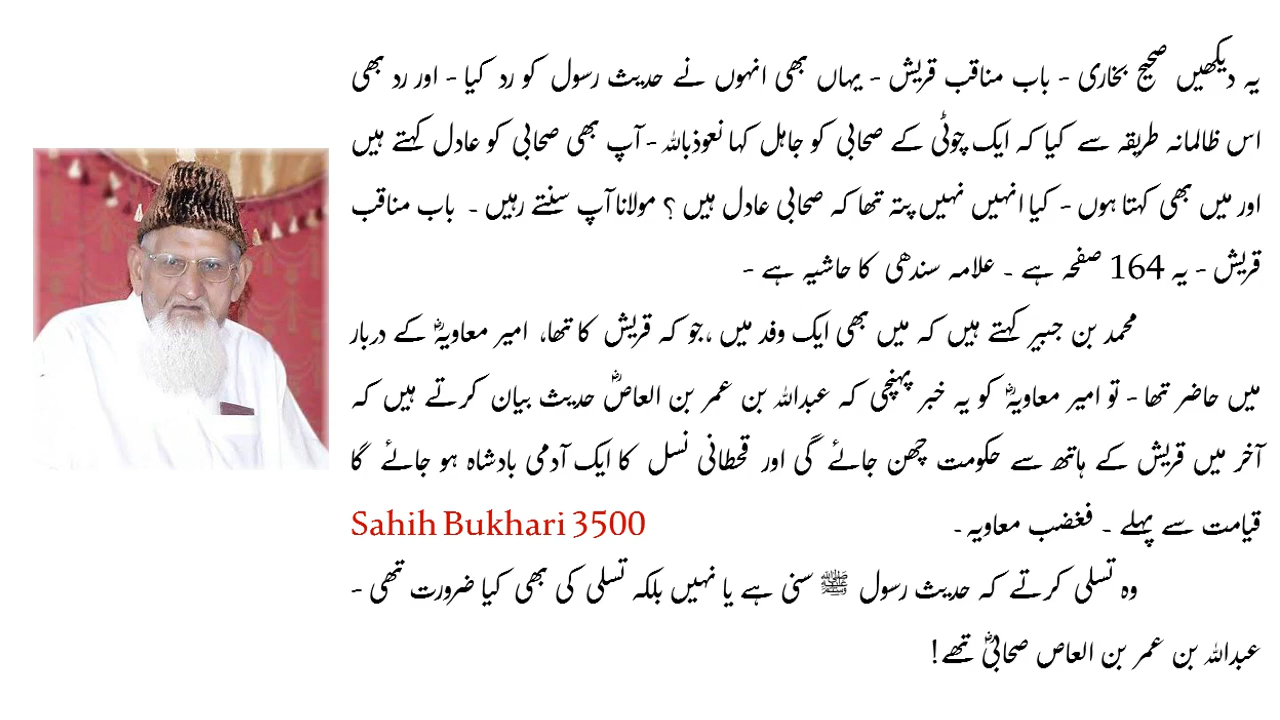 یہ دیکھیں صحیح بخاری - باب مناقب قریش - یہاں بھی انہوں نے حدیث رسول کو رد کیا - اور رد بھی
اس ظالمانہ طریقہ سے کیا کہ ایک چوٹی کے صحابی کو جاہل کہا نعوذباللہ - آپ بھی صحابی کو عادل کہتے ہیں
اور میں بھی کہتا ہوں - کیا انہیں نہیں پتہ تھا کہ صحابی عادل ہیں ؟ مولانا آپ سنتے رہیں - باب مناقب
قریش - یہ 164 صفحہ ہے - علامہ سندھی کا حاشیہ ہے -
محمد بن جبیر کہتے ہیں کہ میں بھی ایک وفد میں ،جو کہ قریش کا تھا، امیر معاویہؓ کے دربار
میں حاضر تھا - تو امیر معاویہؓ کو یہ خبر پہنچی کہ عبداللہ بن عمر بن العاصؓ حدیث بیان کرتے ہیں کہ
آخر میں قریش کے ہاتھ سے حکومت چھن جائے گی اور قحطانی نسل کا ایک آدمی بادشاہ ہو جائے گا
قیامت سے پہلے - فغضب معاویہ - Sahih Bukhari 3500
وہ تسلی کرتے کہ حدیث رسول ﷺ سنی ہے یا نہیں بلکہ تسلی کی بھی کیا ضرورت تھی -
عبداللہ بن عمر بن العاص صحابیؓ تھے!